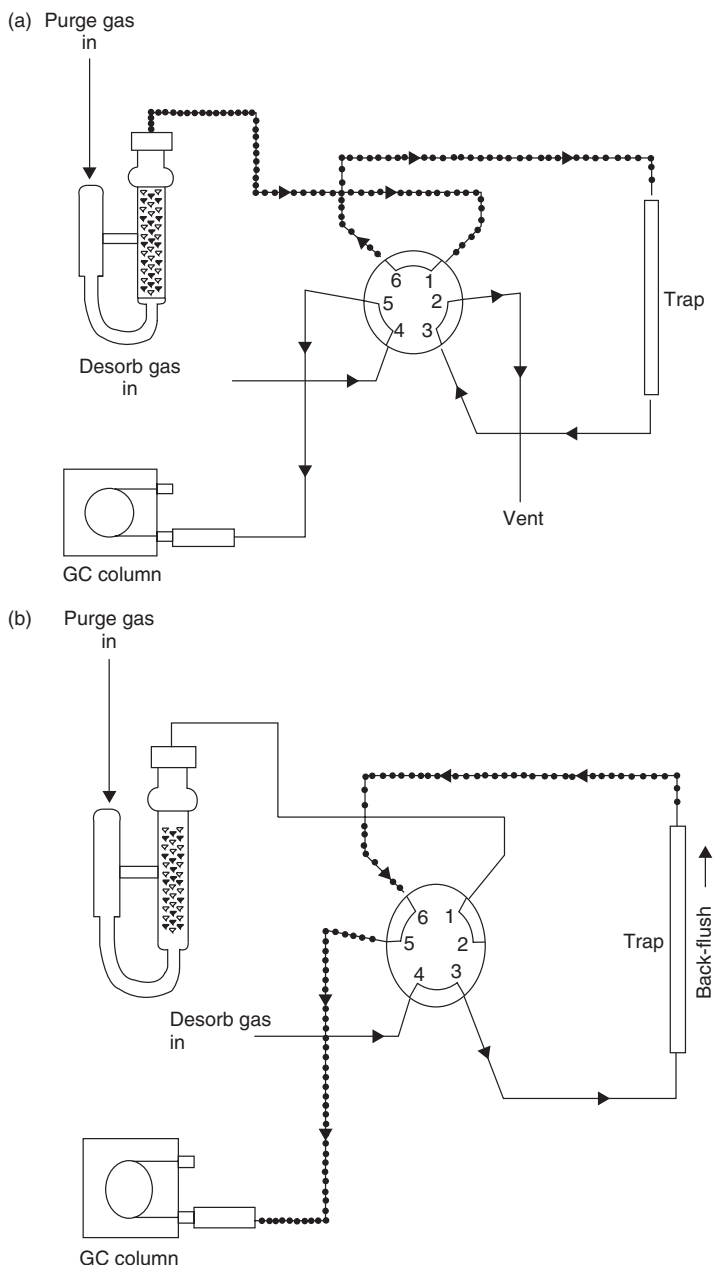 (a) Purge gas
in
6 1
5 2
4 3
Trap
Desorb gas
in
Vent
GC column
(b) Purge gas
in
6 1
5 2
4 3
Trap
Back-flush
Desorb gas
in
GC column